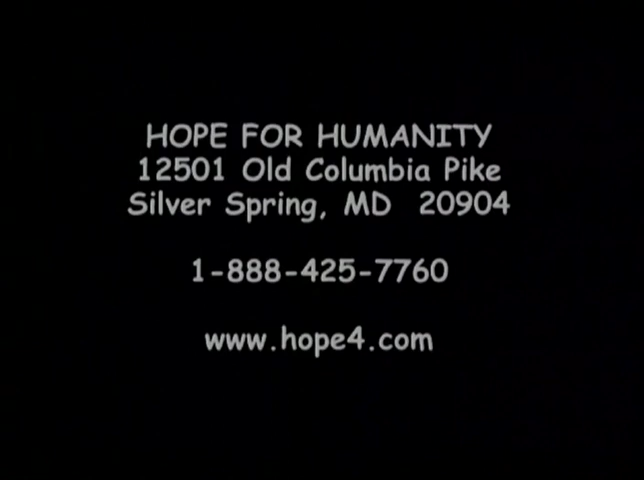 HOPE FOR HUMANITY
12501 Old Columbia Pike
Silver Spring, MD  20904
1-888-425-7760
www.hope4.com